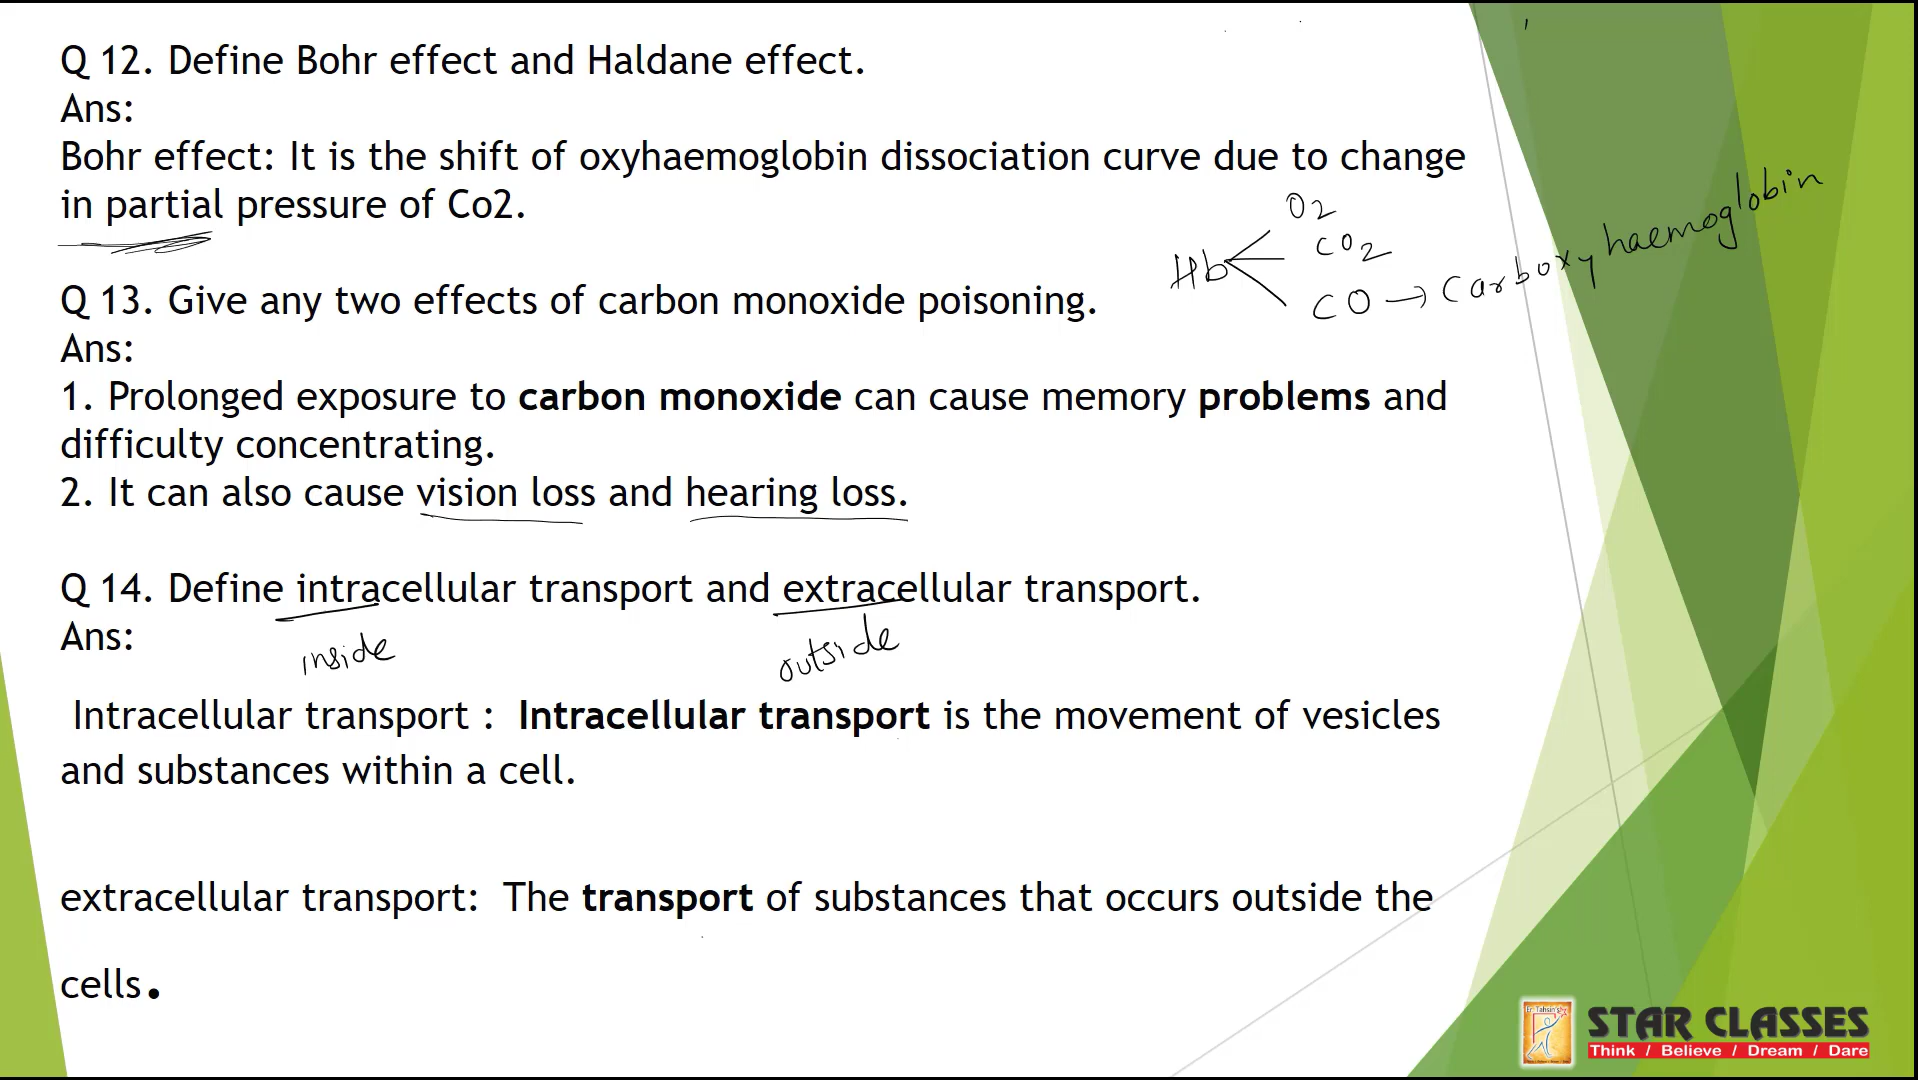 Q 12. Define Bohr effect and Haldane effect.
Ans:
Bohr effect: It is the shift of oxyhaemoglobin dissociation curve due to change
in partial pressure of Co2.
O2
Hb
CO2
CO → Carboxyhaemoglobin
Q 13. Give any two effects of carbon monoxide poisoning.
Ans:
1. Prolonged exposure to carbon monoxide can cause memory problems and
difficulty concentrating.
2. It can also cause vision loss and hearing loss.
Q 14. Define intracellular transport and extracellular transport.
Ans:
inside
outside
Intracellular transport : Intracellular transport is the movement of vesicles
and substances within a cell.
extracellular transport: The transport of substances that occurs outside the
cells.
Er. Tahsin's
STAR CLASSES
Think / Believe / Dream / Dare